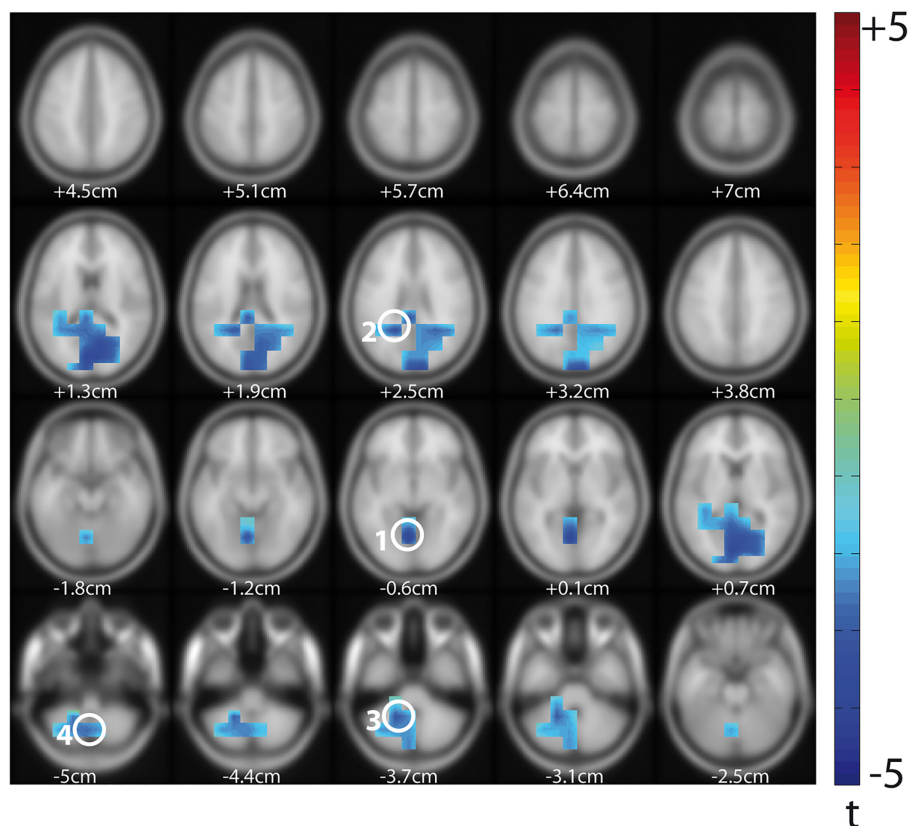 +5
+4.5cm +5.1cm +5.7cm +6.4cm +7cm
2
+1.3cm +1.9cm +2.5cm +3.2cm +3.8cm
1
-1.8cm -1.2cm -0.6cm +0.1cm +0.7cm
4 3
-5cm -4.4cm -3.7cm -3.1cm -2.5cm
-5
t